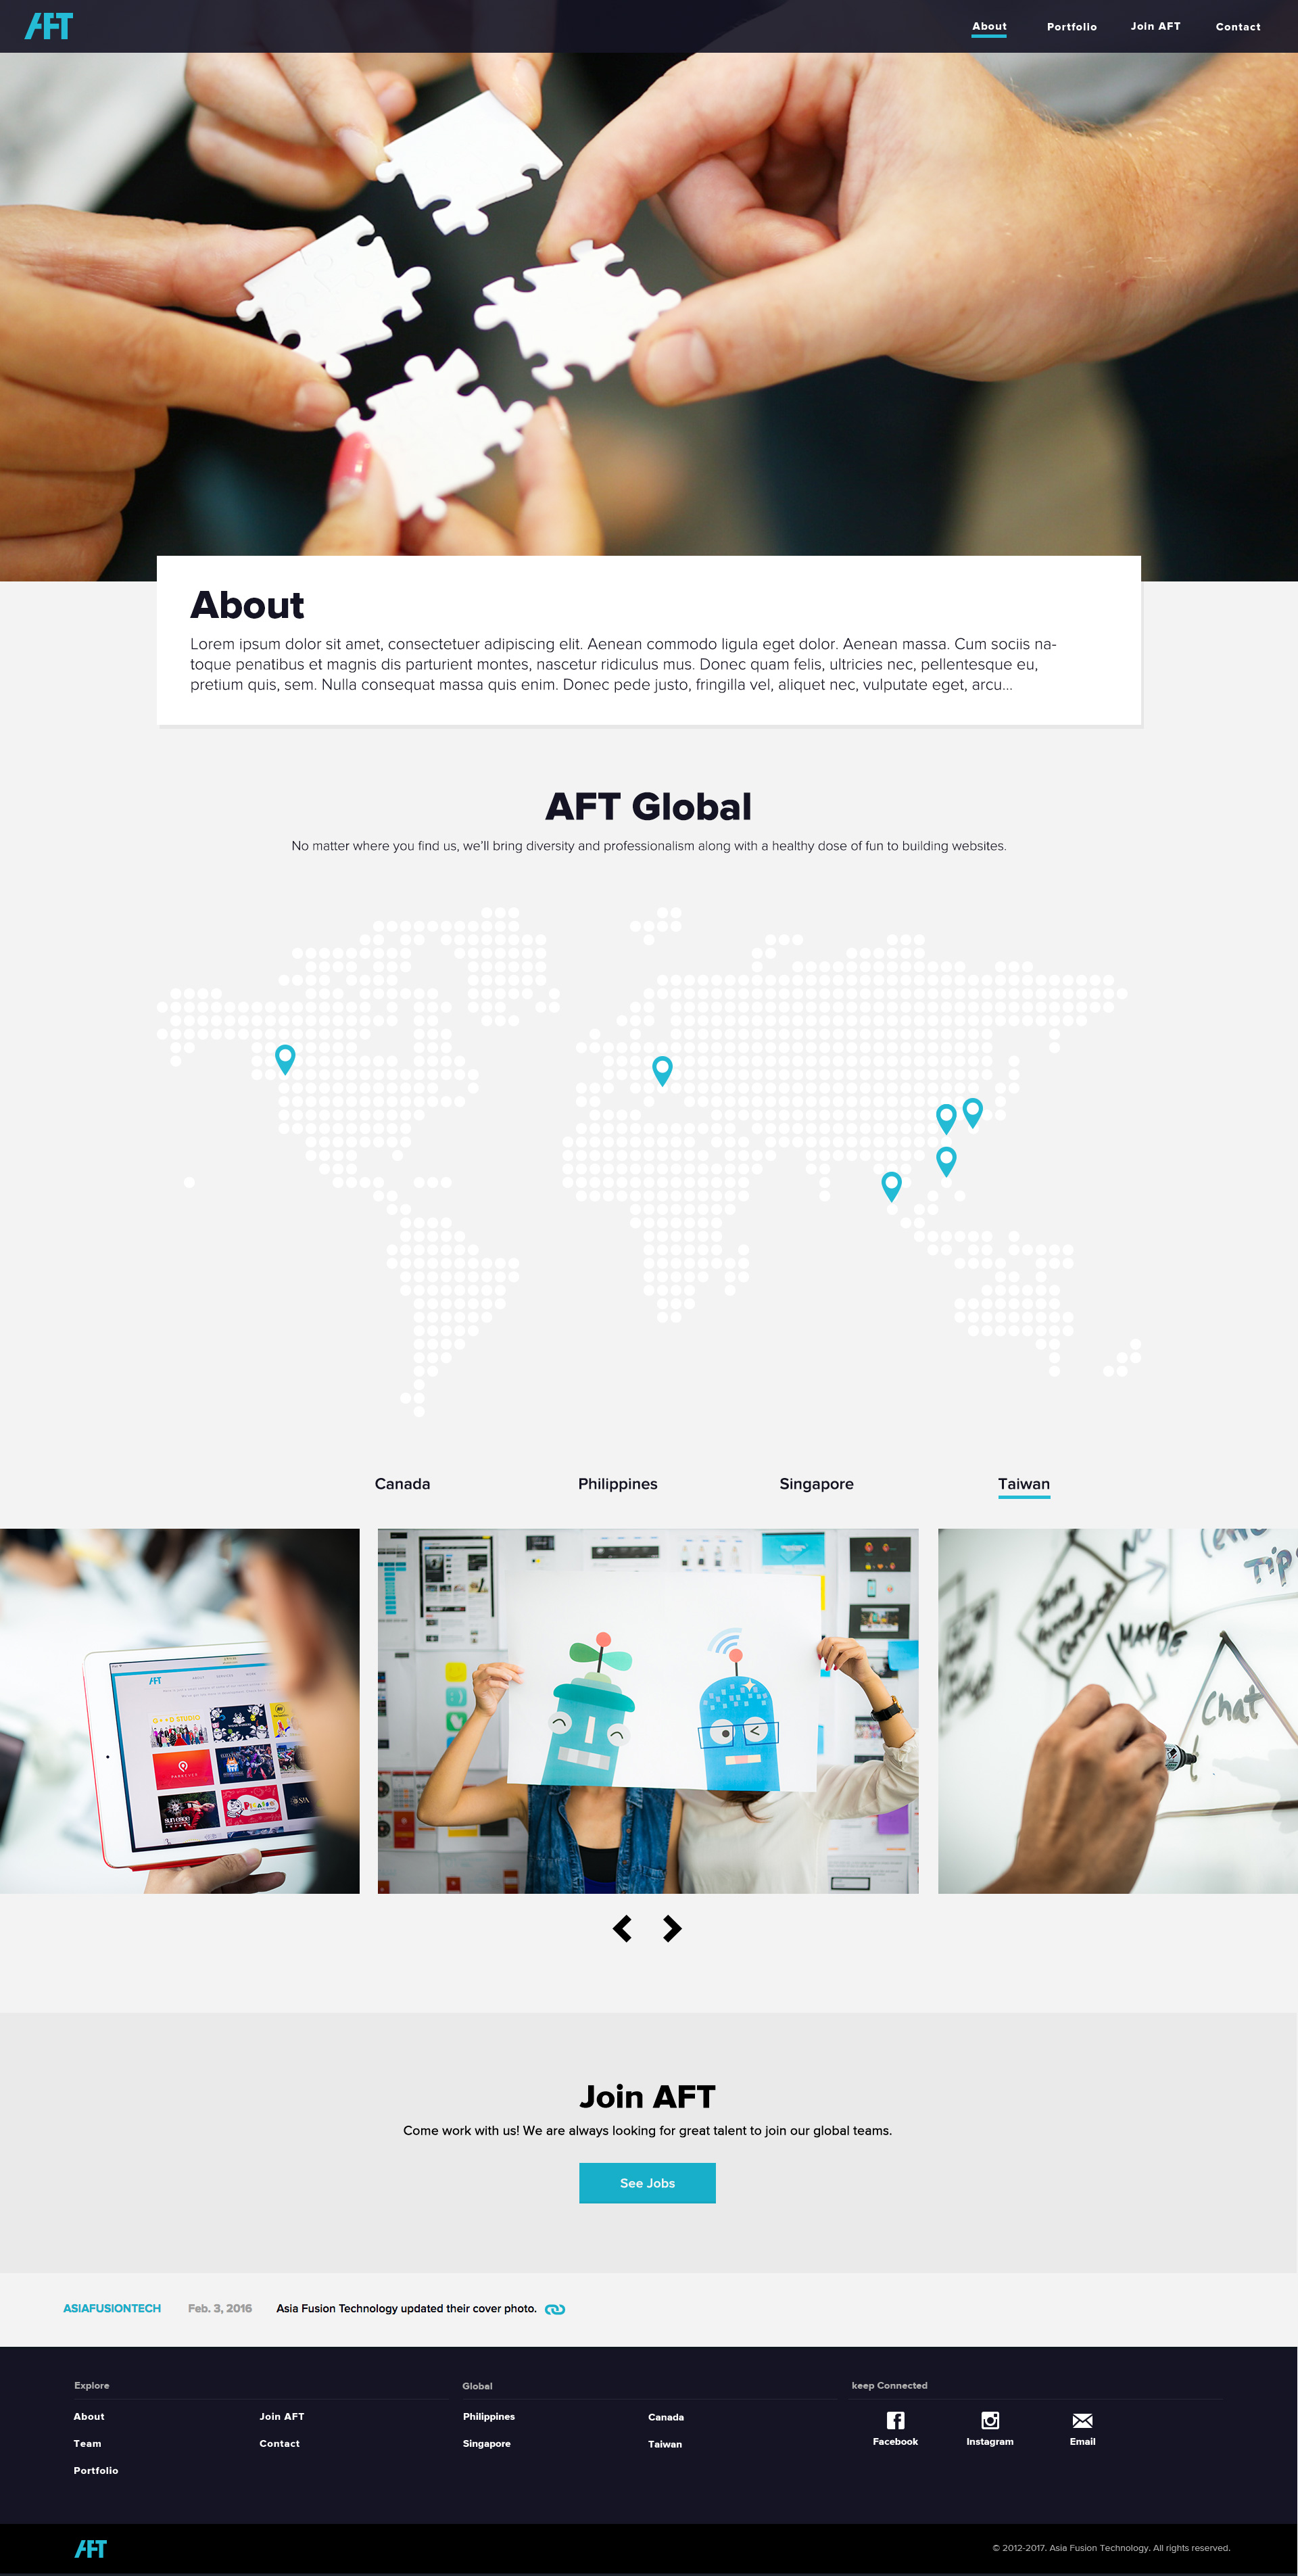 AFT
About
Portfolio
Join AFT
Contact
About
Lorem ipsum dolor sit amet, consectetuer adipiscing elit. Aenean commodo ligula eget dolor. Aenean massa. Cum sociis na-
toque penatibus et magnis dis parturient montes, nascetur ridiculus mus. Donec quam felis, ultricies nec, pellentesque eu,
pretium quis, sem. Nulla consequat massa quis enim. Donec pede justo, fringilla vel, aliquet nec, vulputate eget, arcu...
AFT Global
No matter where you find us, we'll bring diversity and professionalism along with a healthy dose of fun to building websites.
Canada
Philippines
Singapore
Taiwan
AFT
MAYBE
Chat
Join AFT
Come work with us! We are always looking for great talent to join our global teams.
See Jobs
ASIAFUSIONTECH
Feb. 3, 2016
Asia Fusion Technology updated their cover photo.
Explore
About
Join AFT
Team
Contact
Portfolio
Global
Philippines
Canada
Singapore
Taiwan
keep Connected
Facebook
Instagram
Email
AFT
© 2012-2017. Asia Fusion Technology. All rights reserved.